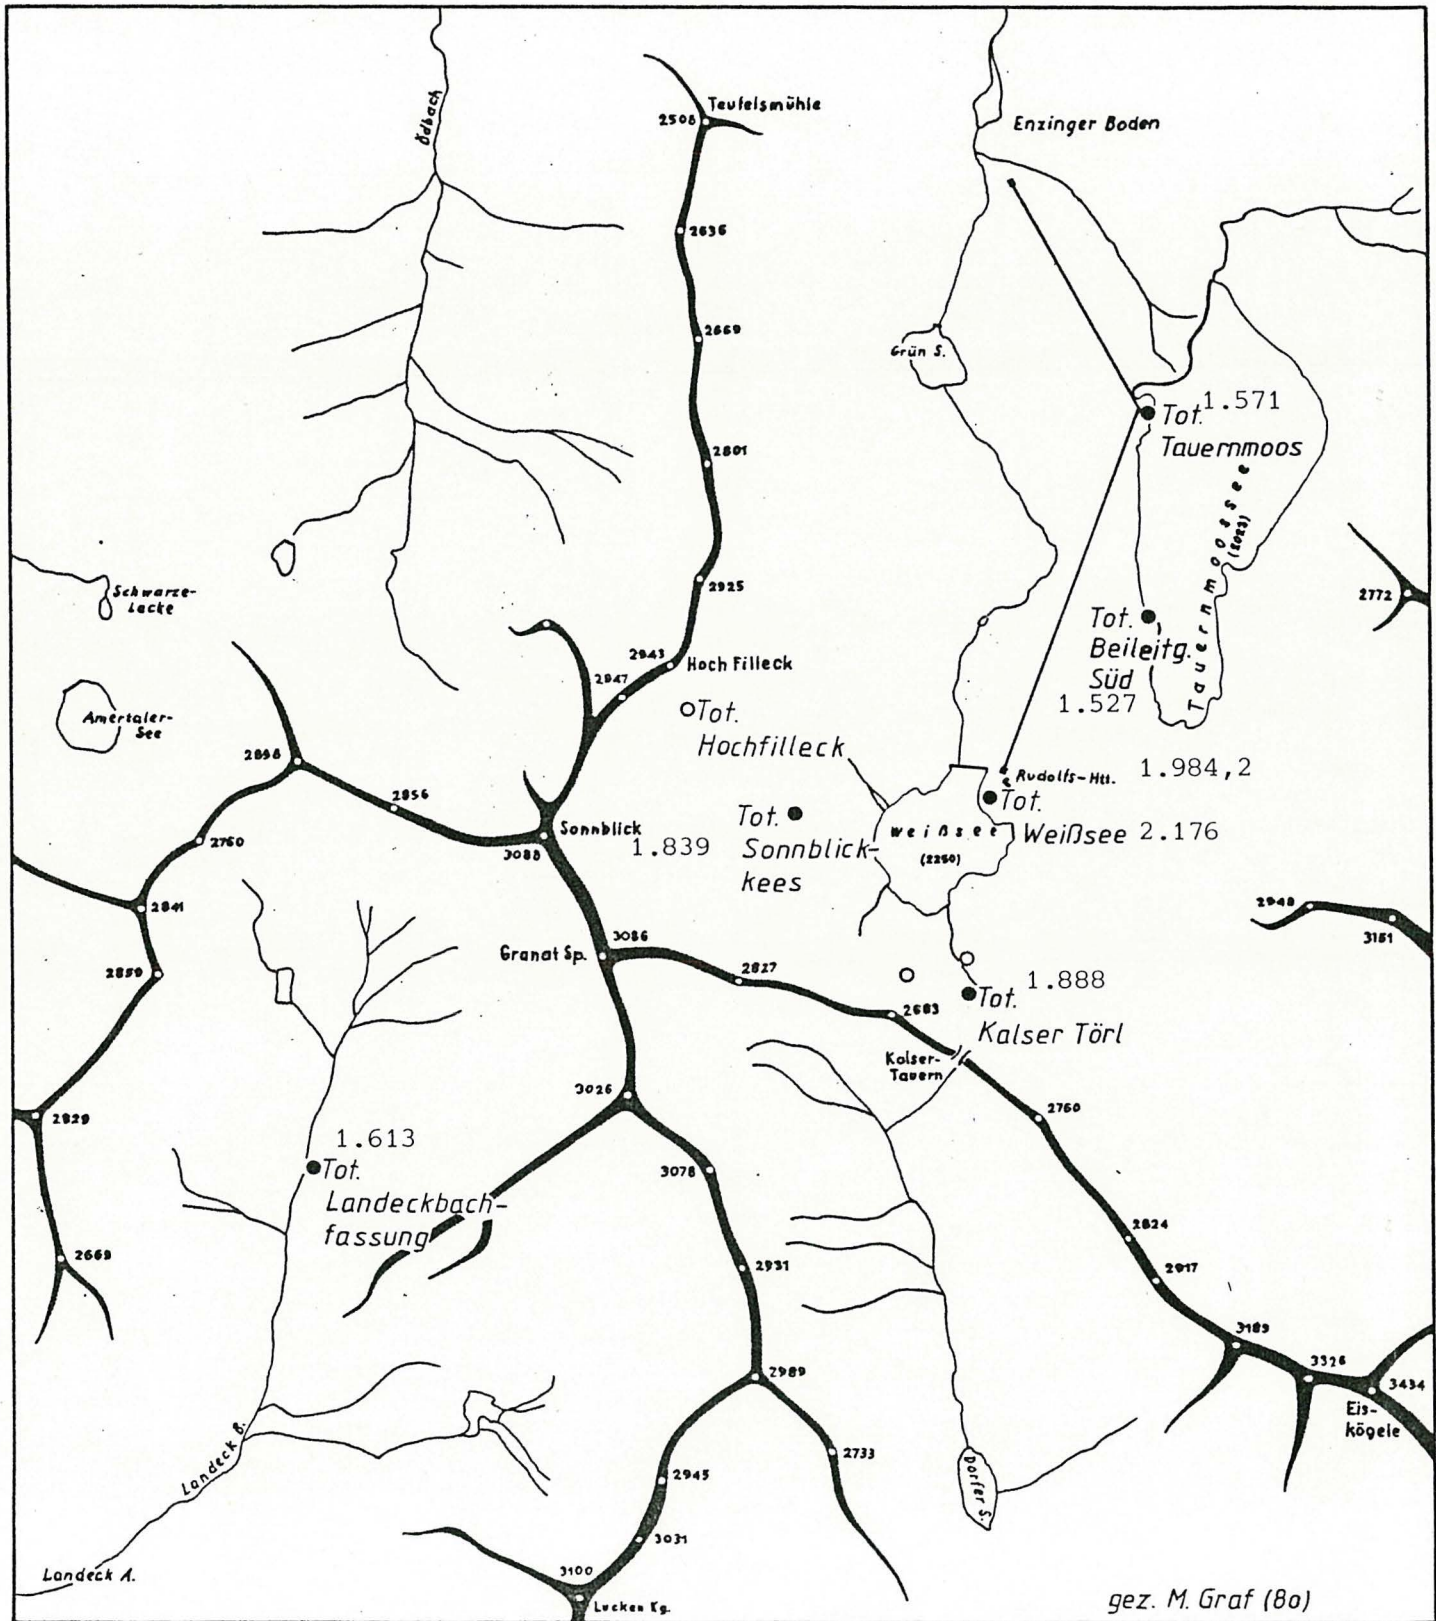 Ödbach
Teufelsmühle
2508
Enzinger Boden
2636
2669
Grün S.
1.571
Tot.
Tauernmoos
2801
Tauernmoossee
(2023)
2925
2772
Schwarze-
Lacke
Tot.
Beileitg.
Süd
1.527
2943
Hoch Filleck
2947
Tot.
Hochfilleck
Amertaler-
See
2898
2856
Rudolfs-Htt.
1.984,2
Tot.
Weißsee 2.176
Weißsee
(2250)
Sonnblick
3088
1.839
Tot.
Sonnblick-
kees
2760
2841
2948
3151
3086
Granat Sp.
2859
2827
1.888
Tot.
Kalser Törl
2683
Kalser-
Tauern
3026
2829
2760
1.613
Tot.
Landeckbach-
fassung
3078
2824
2669
2931
2917
3189
3326
3434
Eis-
kögele
2989
Landeck B.
2733
2945
Dorfer S.
3031
3100
Lucken Kg.
Landeck A.
gez. M. Graf (80)